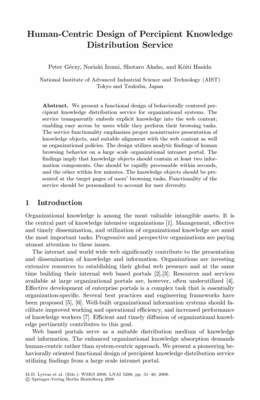 Human-Centric Design of Percipient Knowledge
Distribution Service
Peter Géczy, Noriaki Izumi, Shotaro Akaho, and Kôiti Hasida
National Institute of Advanced Industrial Science and Technology (AIST)
Tokyo and Tsukuba, Japan
Abstract. We present a functional design of behaviorally centered per-
cipient knowledge distribution service for organizational systems. The
service transparently embeds explicit knowledge into the web content;
enabling easy access by users while they perform their browsing tasks.
The service functionality emphasizes proper nonintrusive presentation of
knowledge objects, and suitable alignment with the web content as well
as organizational policies. The design utilizes analytic findings of human
browsing behavior on a large scale organizational intranet portal. The
findings imply that knowledge objects should contain at least two infor-
mation components. One should be rapidly processable within seconds,
and the other within few minutes. The knowledge objects should be pre-
sented at the target pages of users' browsing tasks. Functionality of the
service should be personalized to account for user diversity.
1 Introduction
Organizational knowledge is among the most valuable intangible assets. It is
the central part of knowledge intensive organizations [1]. Management, effective
and timely dissemination, and utilization of organizational knowledge are amid
the most important tasks. Progressive and perspective organizations are paying
utmost attention to these issues.
The internet and world wide web significantly contribute to the presentation
and dissemination of knowledge and information. Organizations are investing
extensive resources to establishing their global web presence and at the same
time building their internal web based portals [2],[3]. Resources and services
available at large organizational portals are, however, often underutilized [4].
Effective development of enterprise portals is a complex task that is essentially
organization-specific. Several best practices and engineering frameworks have
been proposed [5], [6]. Well-built organizational information systems should fa-
cilitate improved working and operational efficiency, and increased performance
of knowledge workers [7]. Efficient and timely diffusion of organizational knowl-
edge pertinently contributes to this goal.
Web based portals serve as a suitable distribution medium of knowledge
and information. The enhanced organizational knowledge absorption demands
human-centric rather than system-centric approach. We present a pioneering be-
haviorally oriented functional design of percipient knowledge distribution service
utilizing findings from a large scale intranet portal.
M.D. Lytras et al. (Eds.): WSKS 2008, LNAI 5288, pp. 31–40, 2008.
© Springer-Verlag Berlin Heidelberg 2008